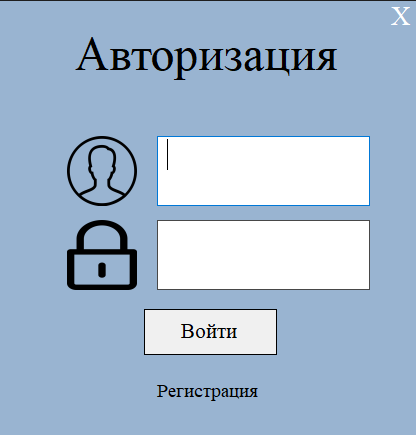 X
Авторизация
Войти
Регистрация